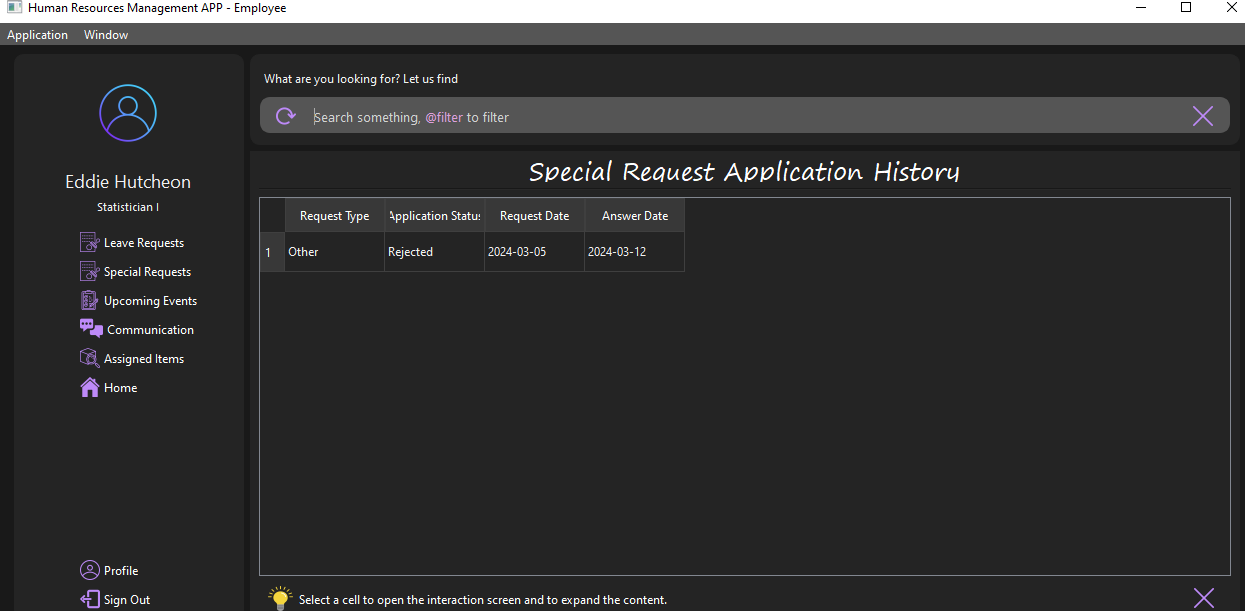 Human Resources Management APP - Employee
Application Window
Eddie Hutcheon
Statistician I
Leave Requests
Special Requests
Upcoming Events
Communication
Assigned Items
Home
Profile
Sign Out
What are you looking for? Let us find
Search something, @filter to filter
Special Request Application History
Request Type Application Status Request Date Answer Date
1 Other Rejected 2024-03-05 2024-03-12
Select a cell to open the interaction screen and to expand the content.